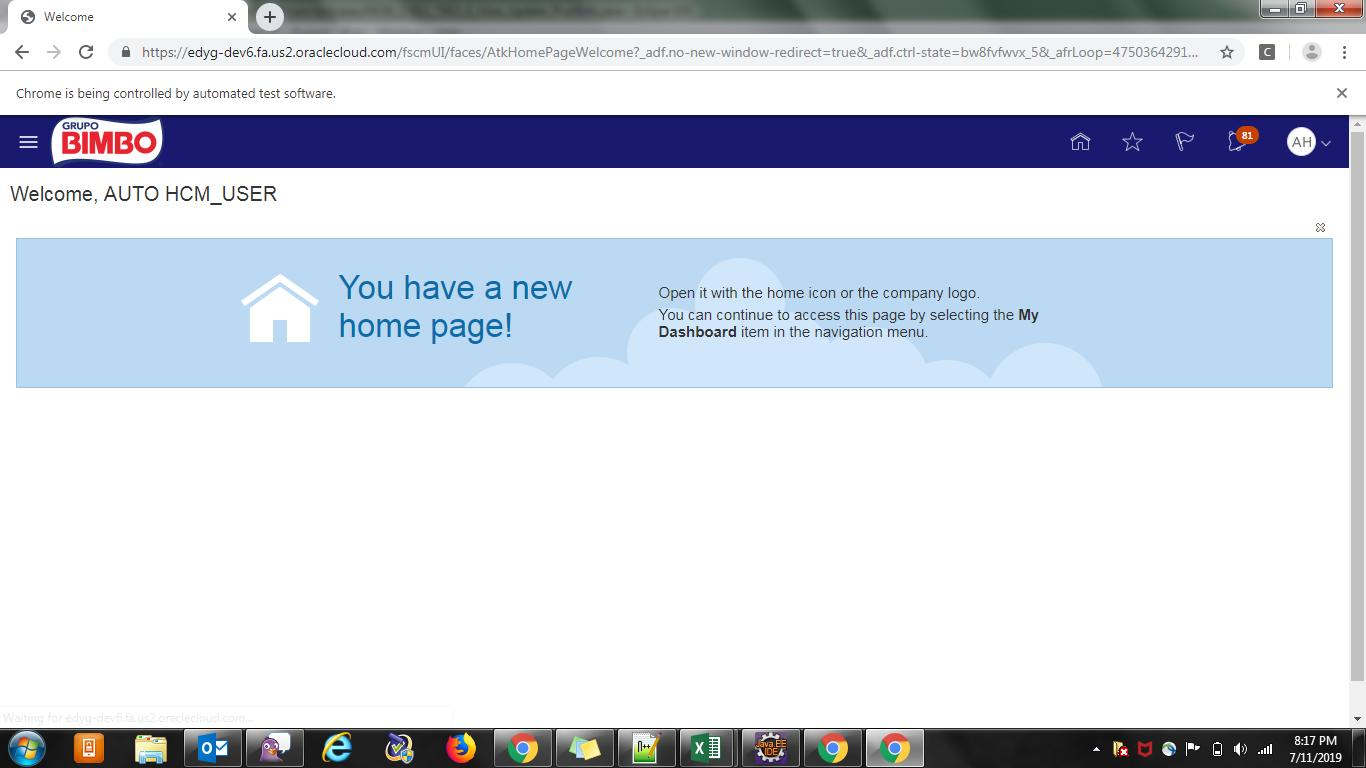 Welcome
https://edyg-dev6.fa.us2.oraclecloud.com/fscmUI/faces/AtkHomePageWelcome?_adf.no-new-window-redirect=true&_adf.ctrl-state=bw8fvfwvx_5&_afrLoop=4750364291...
C
Chrome is being controlled by automated test software.
GRUPO
BIMBO
81
AH
Welcome, AUTO HCM_USER
You have a new
home page!
Open it with the home icon or the company logo.
You can continue to access this page by selecting the My
Dashboard item in the navigation menu.
Waiting for edyg-dev6.fa.us2.oraclecloud.com...
Java EE
IDE
8:17 PM
7/11/2019